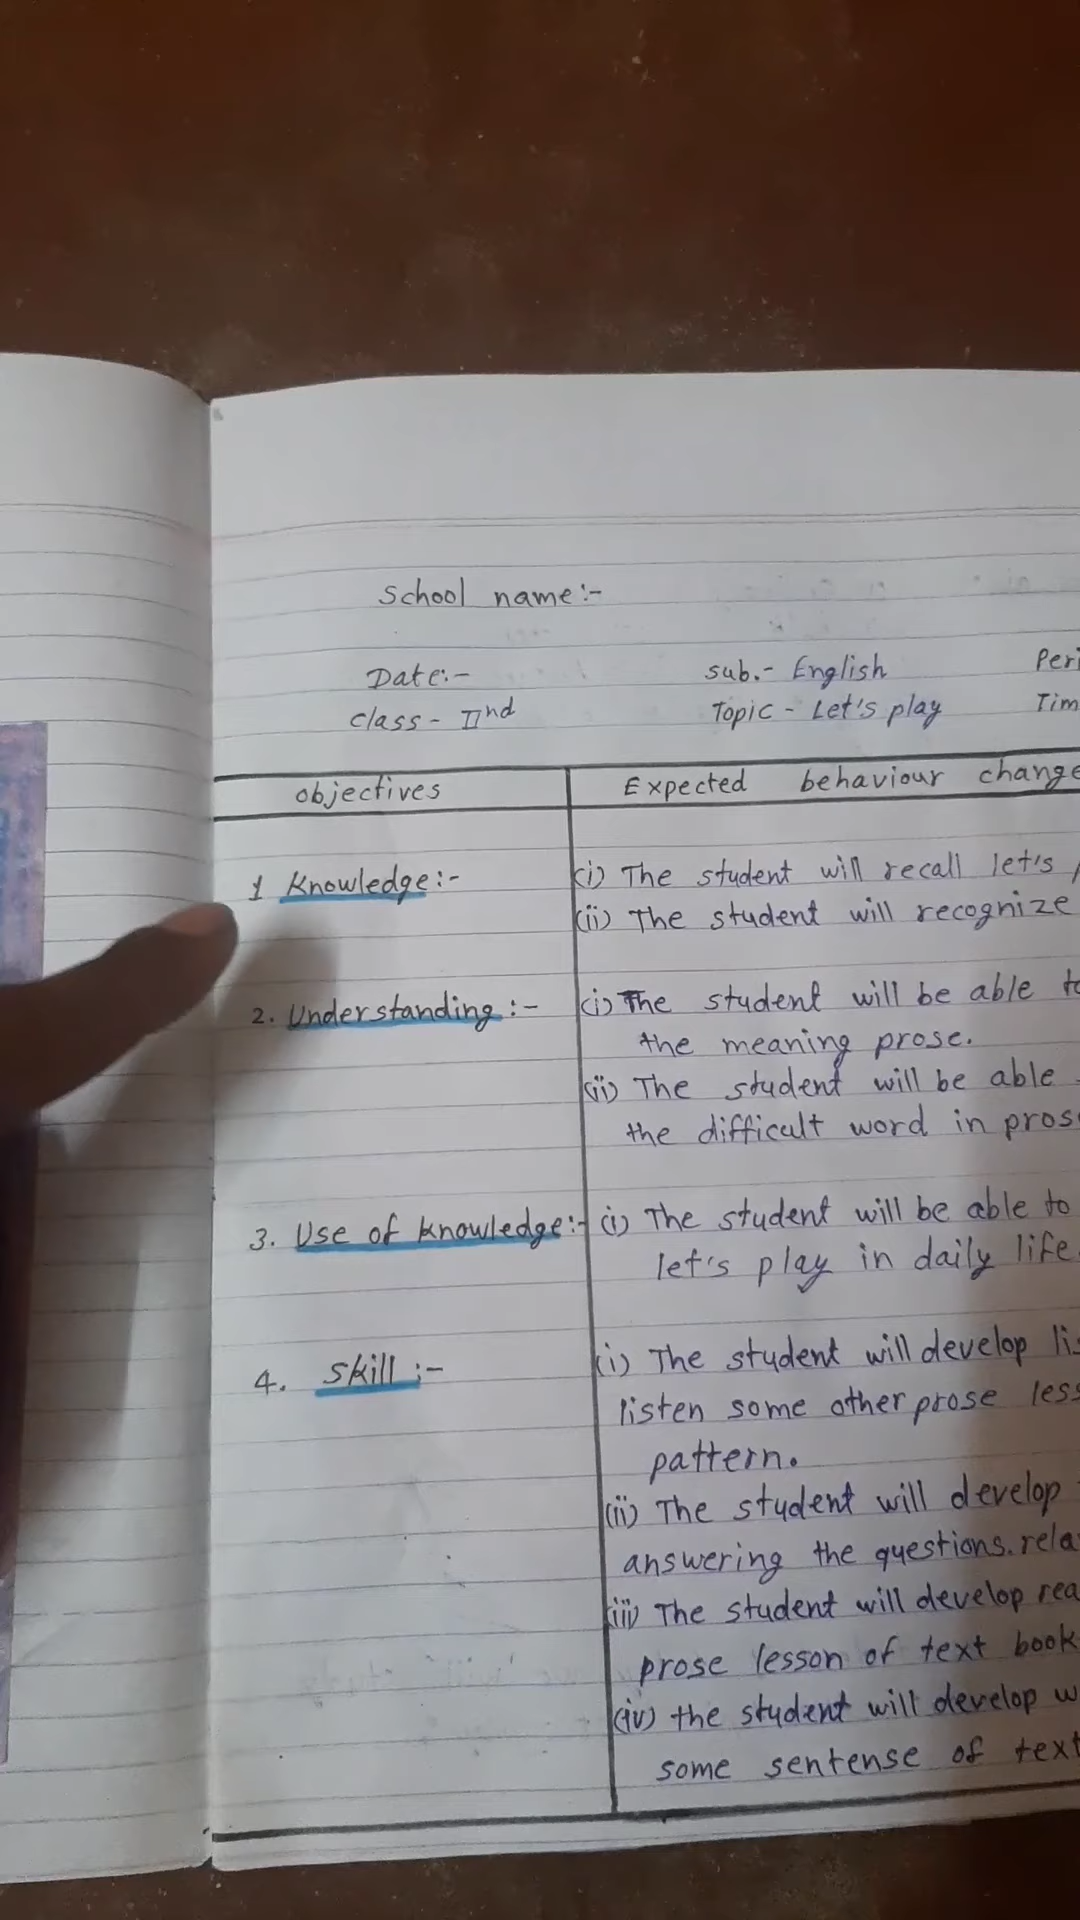 School name:-
Date:- Sub.- English
Class - IInd Topic - Let's play
Objectives Expected behaviour change
1 Knowledge:- (i) The student will recall let's
(ii) The student will recognize
2. Understanding:- (i) The student will be able to
the meaning prose.
(ii) The student will be able
the difficult word in
3. Use of knowledge:- (i) The student will be able to
let's play in daily life
4. Skill:- (i) The student will develop
listen some other prose
pattern.
(ii) The student will develop
answering the questions.
(iii) The student will develop
prose lesson of text book
(iv) the student will develop
some sentense of text